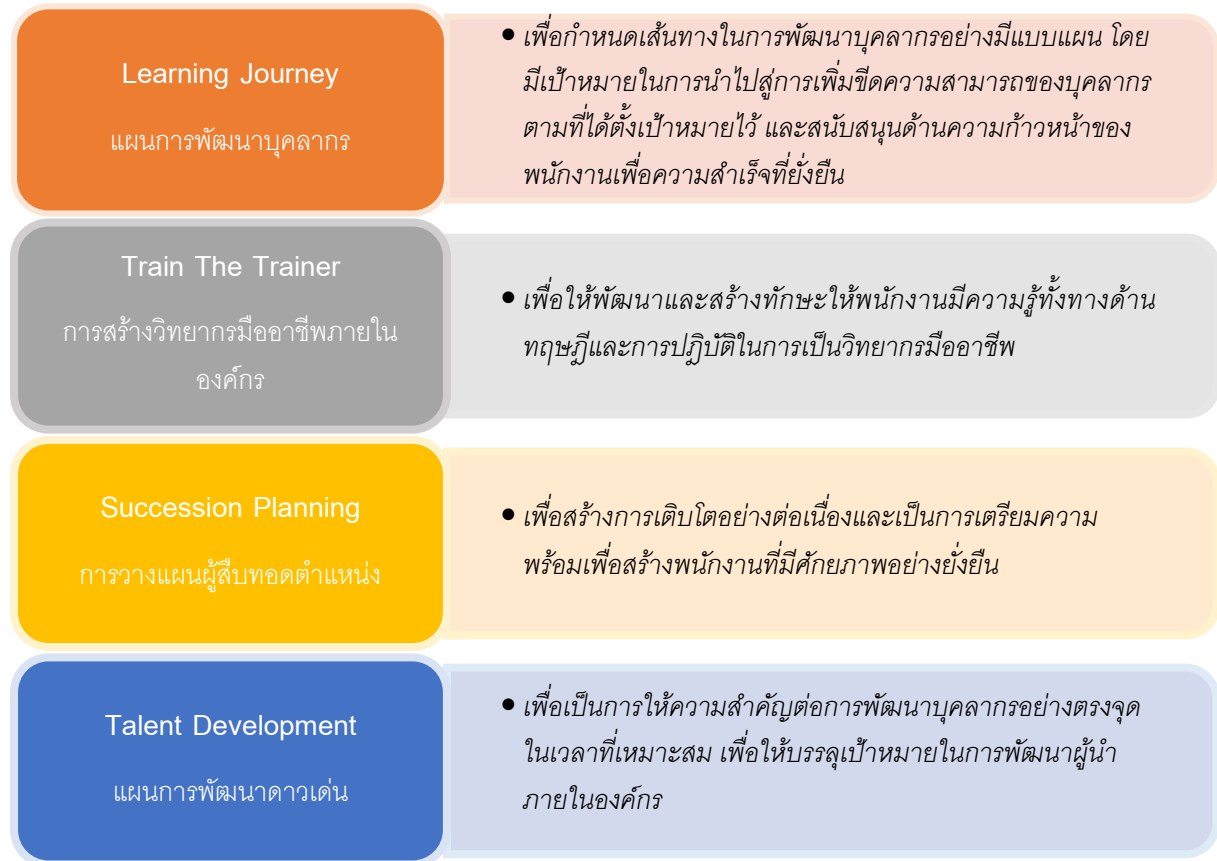 Learning Journey
แผนการพัฒนาบุคลากร
• เพื่อกำหนดเส้นทางในการพัฒนาบุคลากรอย่างมีแบบแผน โดย
มีเป้าหมายในการนำไปสู่การเพิ่มขีดความสามารถของบุคลากร
ตามที่ได้ตั้งเป้าหมายไว้ และสนับสนุนด้านความก้าวหน้าของ
พนักงานเพื่อความสำเร็จที่ยั่งยืน
Train The Trainer
การสร้างวิทยากรมืออาชีพภายใน
องค์กร
• เพื่อให้พัฒนาและสร้างทักษะให้พนักงานมีความรู้ทั้งทางด้าน
ทฤษฎีและการปฏิบัติในการเป็นวิทยากรมืออาชีพ
Succession Planning
การวางแผนผู้สืบทอดตำแหน่ง
• เพื่อสร้างการเติบโตอย่างต่อเนื่องและเป็นการเตรียมความ
พร้อมเพื่อสร้างพนักงานที่มีศักยภาพอย่างยั่งยืน
Talent Development
แผนการพัฒนาดาวเด่น
• เพื่อเป็นการให้ความสำคัญต่อการพัฒนาบุคลากรอย่างตรงจุด
ในเวลาที่เหมาะสม เพื่อให้บรรลุเป้าหมายในการพัฒนาผู้นำ
ภายในองค์กร